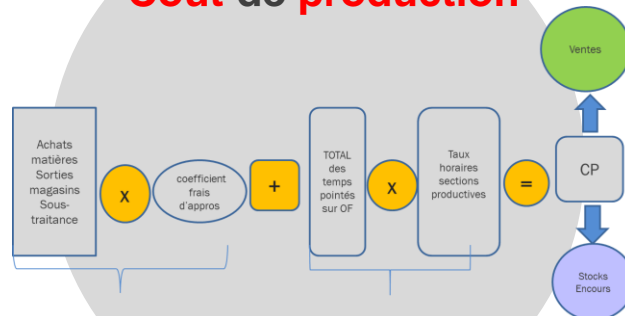 Coût de production
Ventes
Achats
matières
Sorties
magasins
Sous-
traitance
x
coefficient
frais
d'appros
+
TOTAL
des
temps
pointés
sur OF
x
Taux
horaires
sections
productives
=
CP
Stocks
Encours